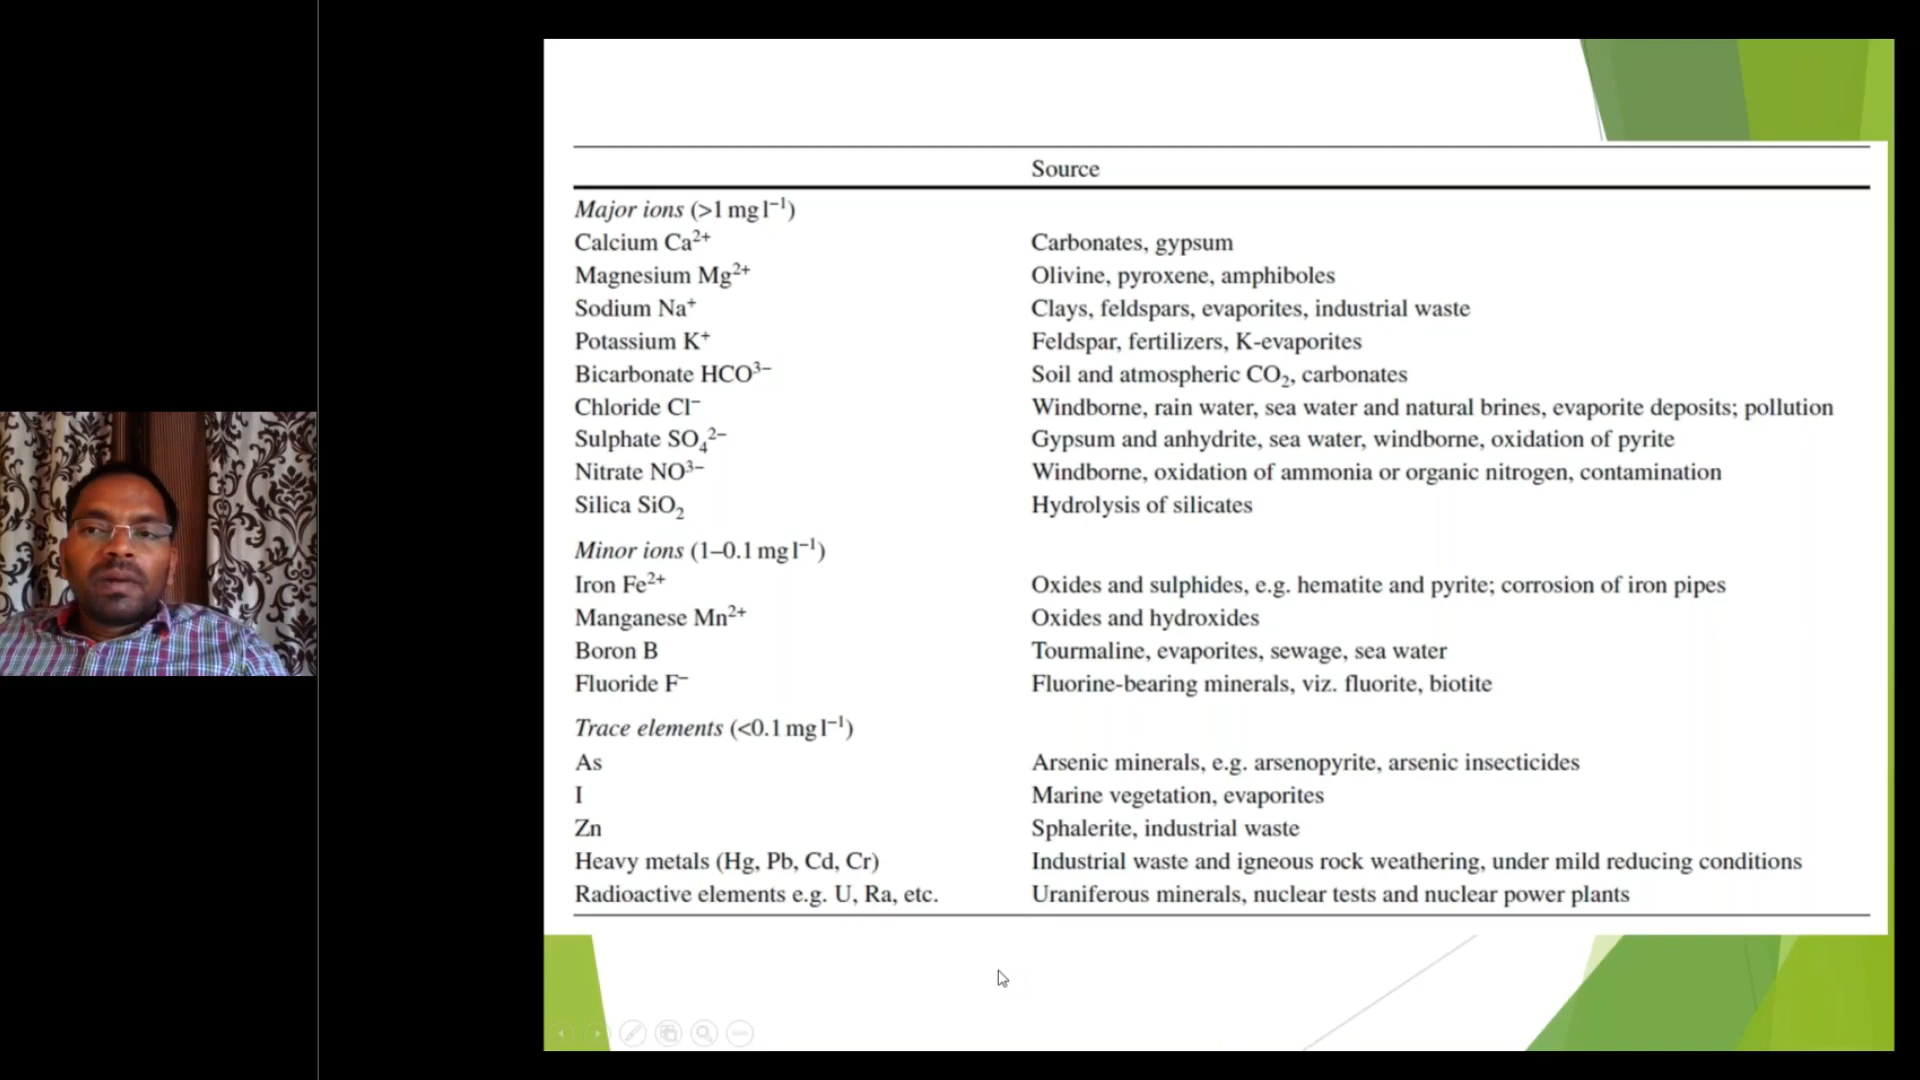 Source
Major ions (>1 mg l⁻¹)
Calcium Ca²⁺ Carbonates, gypsum
Magnesium Mg²⁺ Olivine, pyroxene, amphiboles
Sodium Na⁺ Clays, feldspars, evaporites, industrial waste
Potassium K⁺ Feldspar, fertilizers, K-evaporites
Bicarbonate HCO³⁻ Soil and atmospheric CO₂, carbonates
Chloride Cl⁻ Windborne, rain water, sea water and natural brines, evaporite deposits; pollution
Sulphate SO₄²⁻ Gypsum and anhydrite, sea water, windborne, oxidation of pyrite
Nitrate NO³⁻ Windborne, oxidation of ammonia or organic nitrogen, contamination
Silica SiO₂ Hydrolysis of silicates
Minor ions (1–0.1 mg l⁻¹)
Iron Fe²⁺ Oxides and sulphides, e.g. hematite and pyrite; corrosion of iron pipes
Manganese Mn²⁺ Oxides and hydroxides
Boron B Tourmaline, evaporites, sewage, sea water
Fluoride F⁻ Fluorine-bearing minerals, viz. fluorite, biotite
Trace elements (<0.1 mg l⁻¹)
As Arsenic minerals, e.g. arsenopyrite, arsenic insecticides
I Marine vegetation, evaporites
Zn Sphalerite, industrial waste
Heavy metals (Hg, Pb, Cd, Cr) Industrial waste and igneous rock weathering, under mild reducing conditions
Radioactive elements e.g. U, Ra, etc. Uraniferous minerals, nuclear tests and nuclear power plants